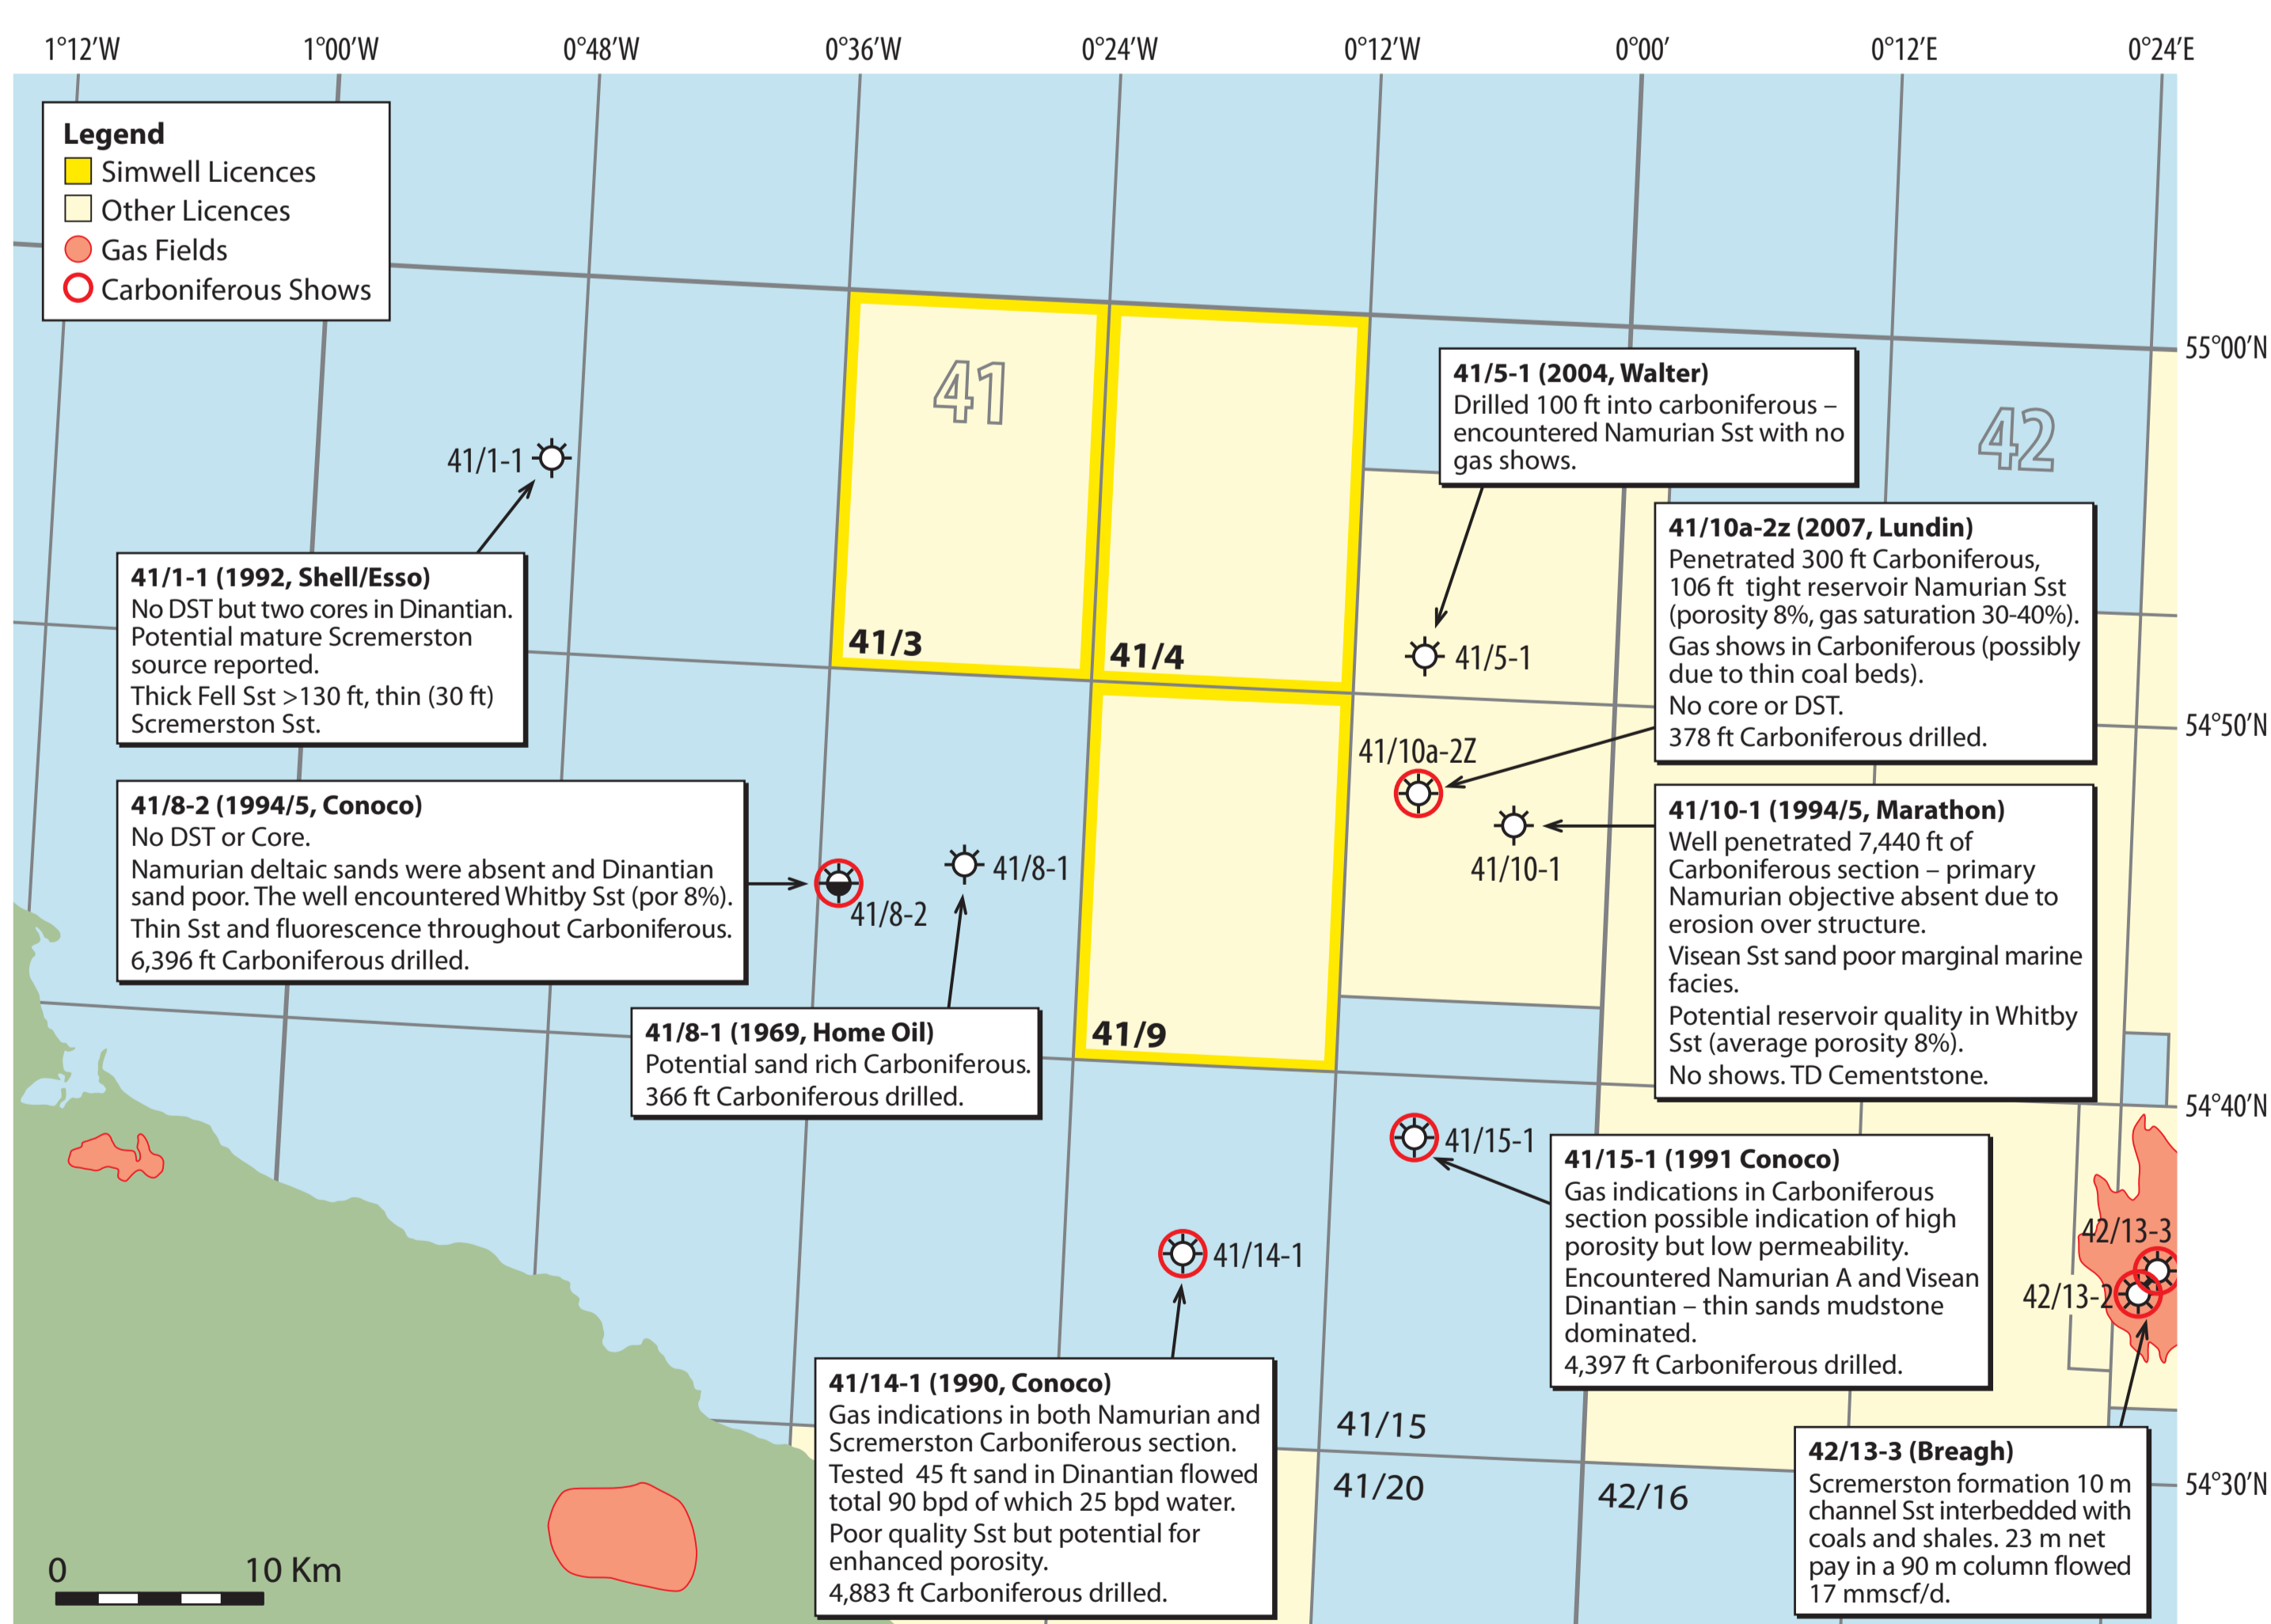 1°12′W 1°00′W 0°48′W 0°36′W 0°24′W 0°12′W 0°00′ 0°12′E 0°24′E
Legend
Simwell Licences
Other Licences
Gas Fields
Carboniferous Shows
55°00′N
54°50′N
54°40′N
54°30′N
41
42
41/1-1
41/1-1 (1992, Shell/Esso)
No DST but two cores in Dinantian.
Potential mature Scremerston
source reported.
Thick Fell Sst >130 ft, thin (30 ft)
Scremerston Sst.
41/3
41/4
41/5-1 (2004, Walter)
Drilled 100 ft into carboniferous –
encountered Namurian Sst with no
gas shows.
41/5-1
41/10a-2z (2007, Lundin)
Penetrated 300 ft Carboniferous,
106 ft tight reservoir Namurian Sst
(porosity 8%, gas saturation 30-40%).
Gas shows in Carboniferous (possibly
due to thin coal beds).
No core or DST.
378 ft Carboniferous drilled.
41/10a-2Z
41/8-2 (1994/5, Conoco)
No DST or Core.
Namurian deltaic sands were absent and Dinantian
sand poor. The well encountered Whitby Sst (por 8%).
Thin Sst and fluorescence throughout Carboniferous.
6,396 ft Carboniferous drilled.
41/8-2
41/8-1
41/10-1
41/10-1 (1994/5, Marathon)
Well penetrated 7,440 ft of
Carboniferous section – primary
Namurian objective absent due to
erosion over structure.
Visean Sst sand poor marginal marine
facies.
Potential reservoir quality in Whitby
Sst (average porosity 8%).
No shows. TD Cementstone.
41/8-1 (1969, Home Oil)
Potential sand rich Carboniferous.
366 ft Carboniferous drilled.
41/9
41/15-1
41/15-1 (1991 Conoco)
Gas indications in Carboniferous
section possible indication of high
porosity but low permeability.
Encountered Namurian A and Visean
Dinantian – thin sands mudstone
dominated.
4,397 ft Carboniferous drilled.
41/14-1
42/13-3
42/13-2
41/14-1 (1990, Conoco)
Gas indications in both Namurian and
Scremerston Carboniferous section.
Tested 45 ft sand in Dinantian flowed
total 90 bpd of which 25 bpd water.
Poor quality Sst but potential for
enhanced porosity.
4,883 ft Carboniferous drilled.
41/15
41/20
42/16
42/13-3 (Breagh)
Scremerston formation 10 m
channel Sst interbedded with
coals and shales. 23 m net
pay in a 90 m column flowed
17 mmscf/d.
0 10 Km